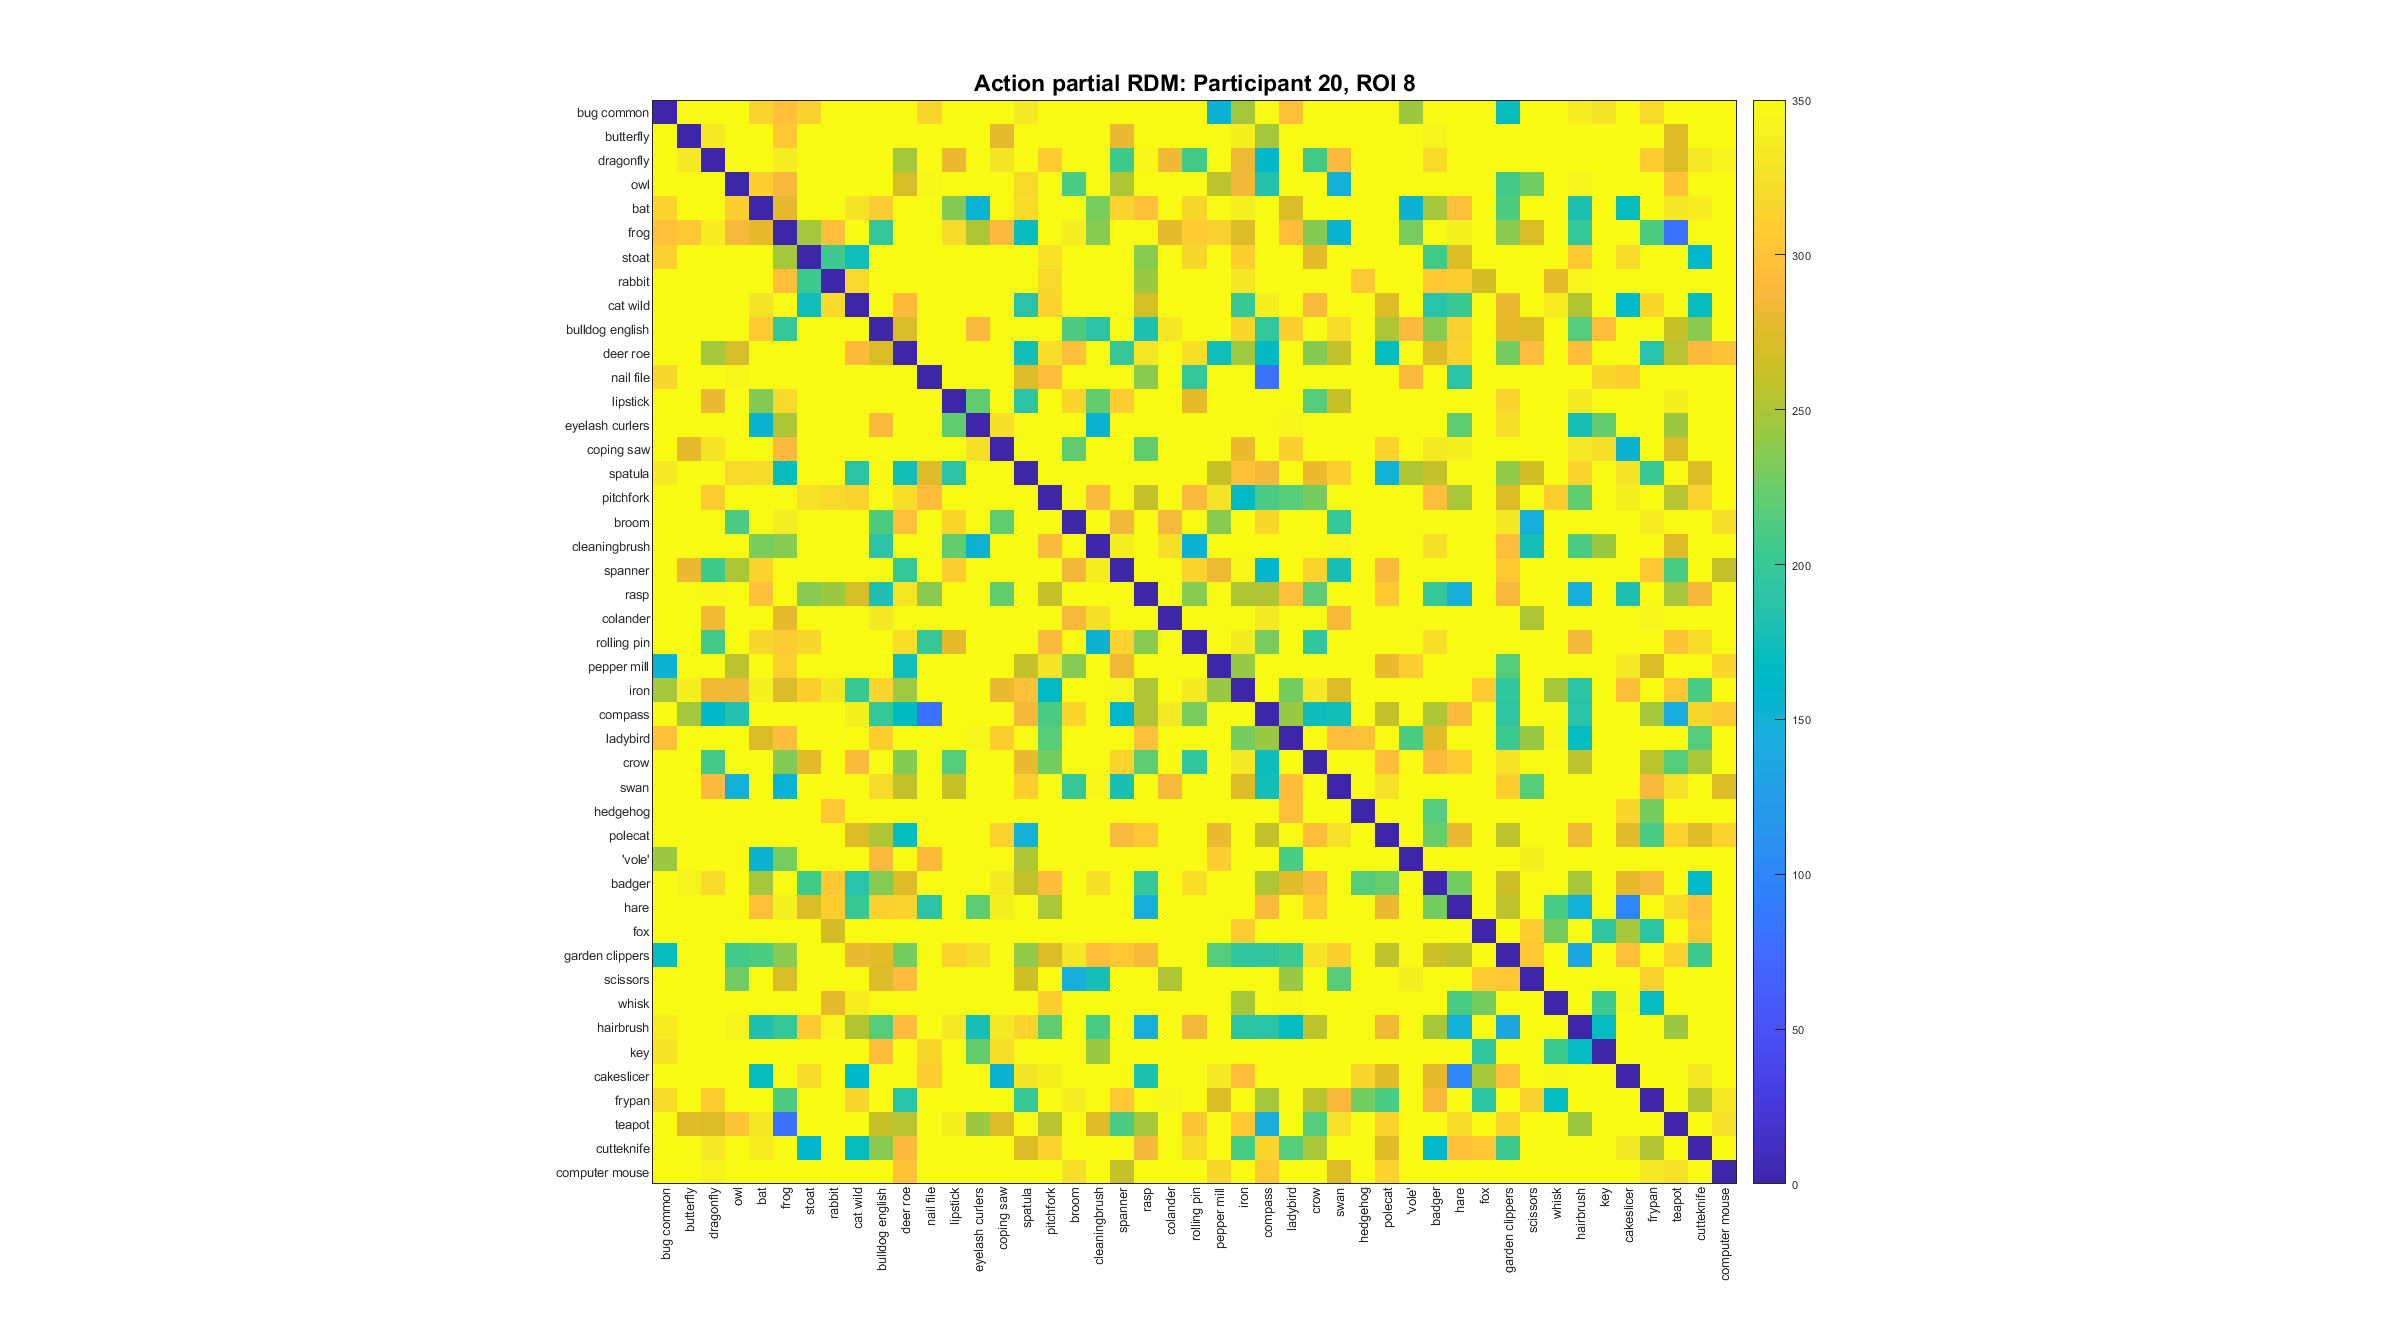 Action partial RDM: Participant 20, ROI 8
bug common
butterfly
dragonfly
owl
bat
frog
stoat
rabbit
cat wild
bulldog english
deer roe
nail file
lipstick
eyelash curlers
coping saw
spatula
pitchfork
broom
cleaningbrush
spanner
rasp
colander
rolling pin
pepper mill
iron
compass
ladybird
crow
swan
hedgehog
polecat
'vole'
badger
hare
fox
garden clippers
scissors
whisk
hairbrush
key
cakeslicer
frypan
teapot
cutteknife
computer mouse
350
300
250
200
150
100
50
0
bug common
butterfly
dragonfly
owl
bat
frog
stoat
rabbit
cat wild
bulldog english
deer roe
nail file
lipstick
eyelash curlers
coping saw
spatula
pitchfork
broom
cleaningbrush
spanner
rasp
colander
rolling pin
pepper mill
iron
compass
ladybird
crow
swan
hedgehog
polecat
'vole'
badger
hare
fox
garden clippers
scissors
whisk
hairbrush
key
cakeslicer
frypan
teapot
cutteknife
computer mouse